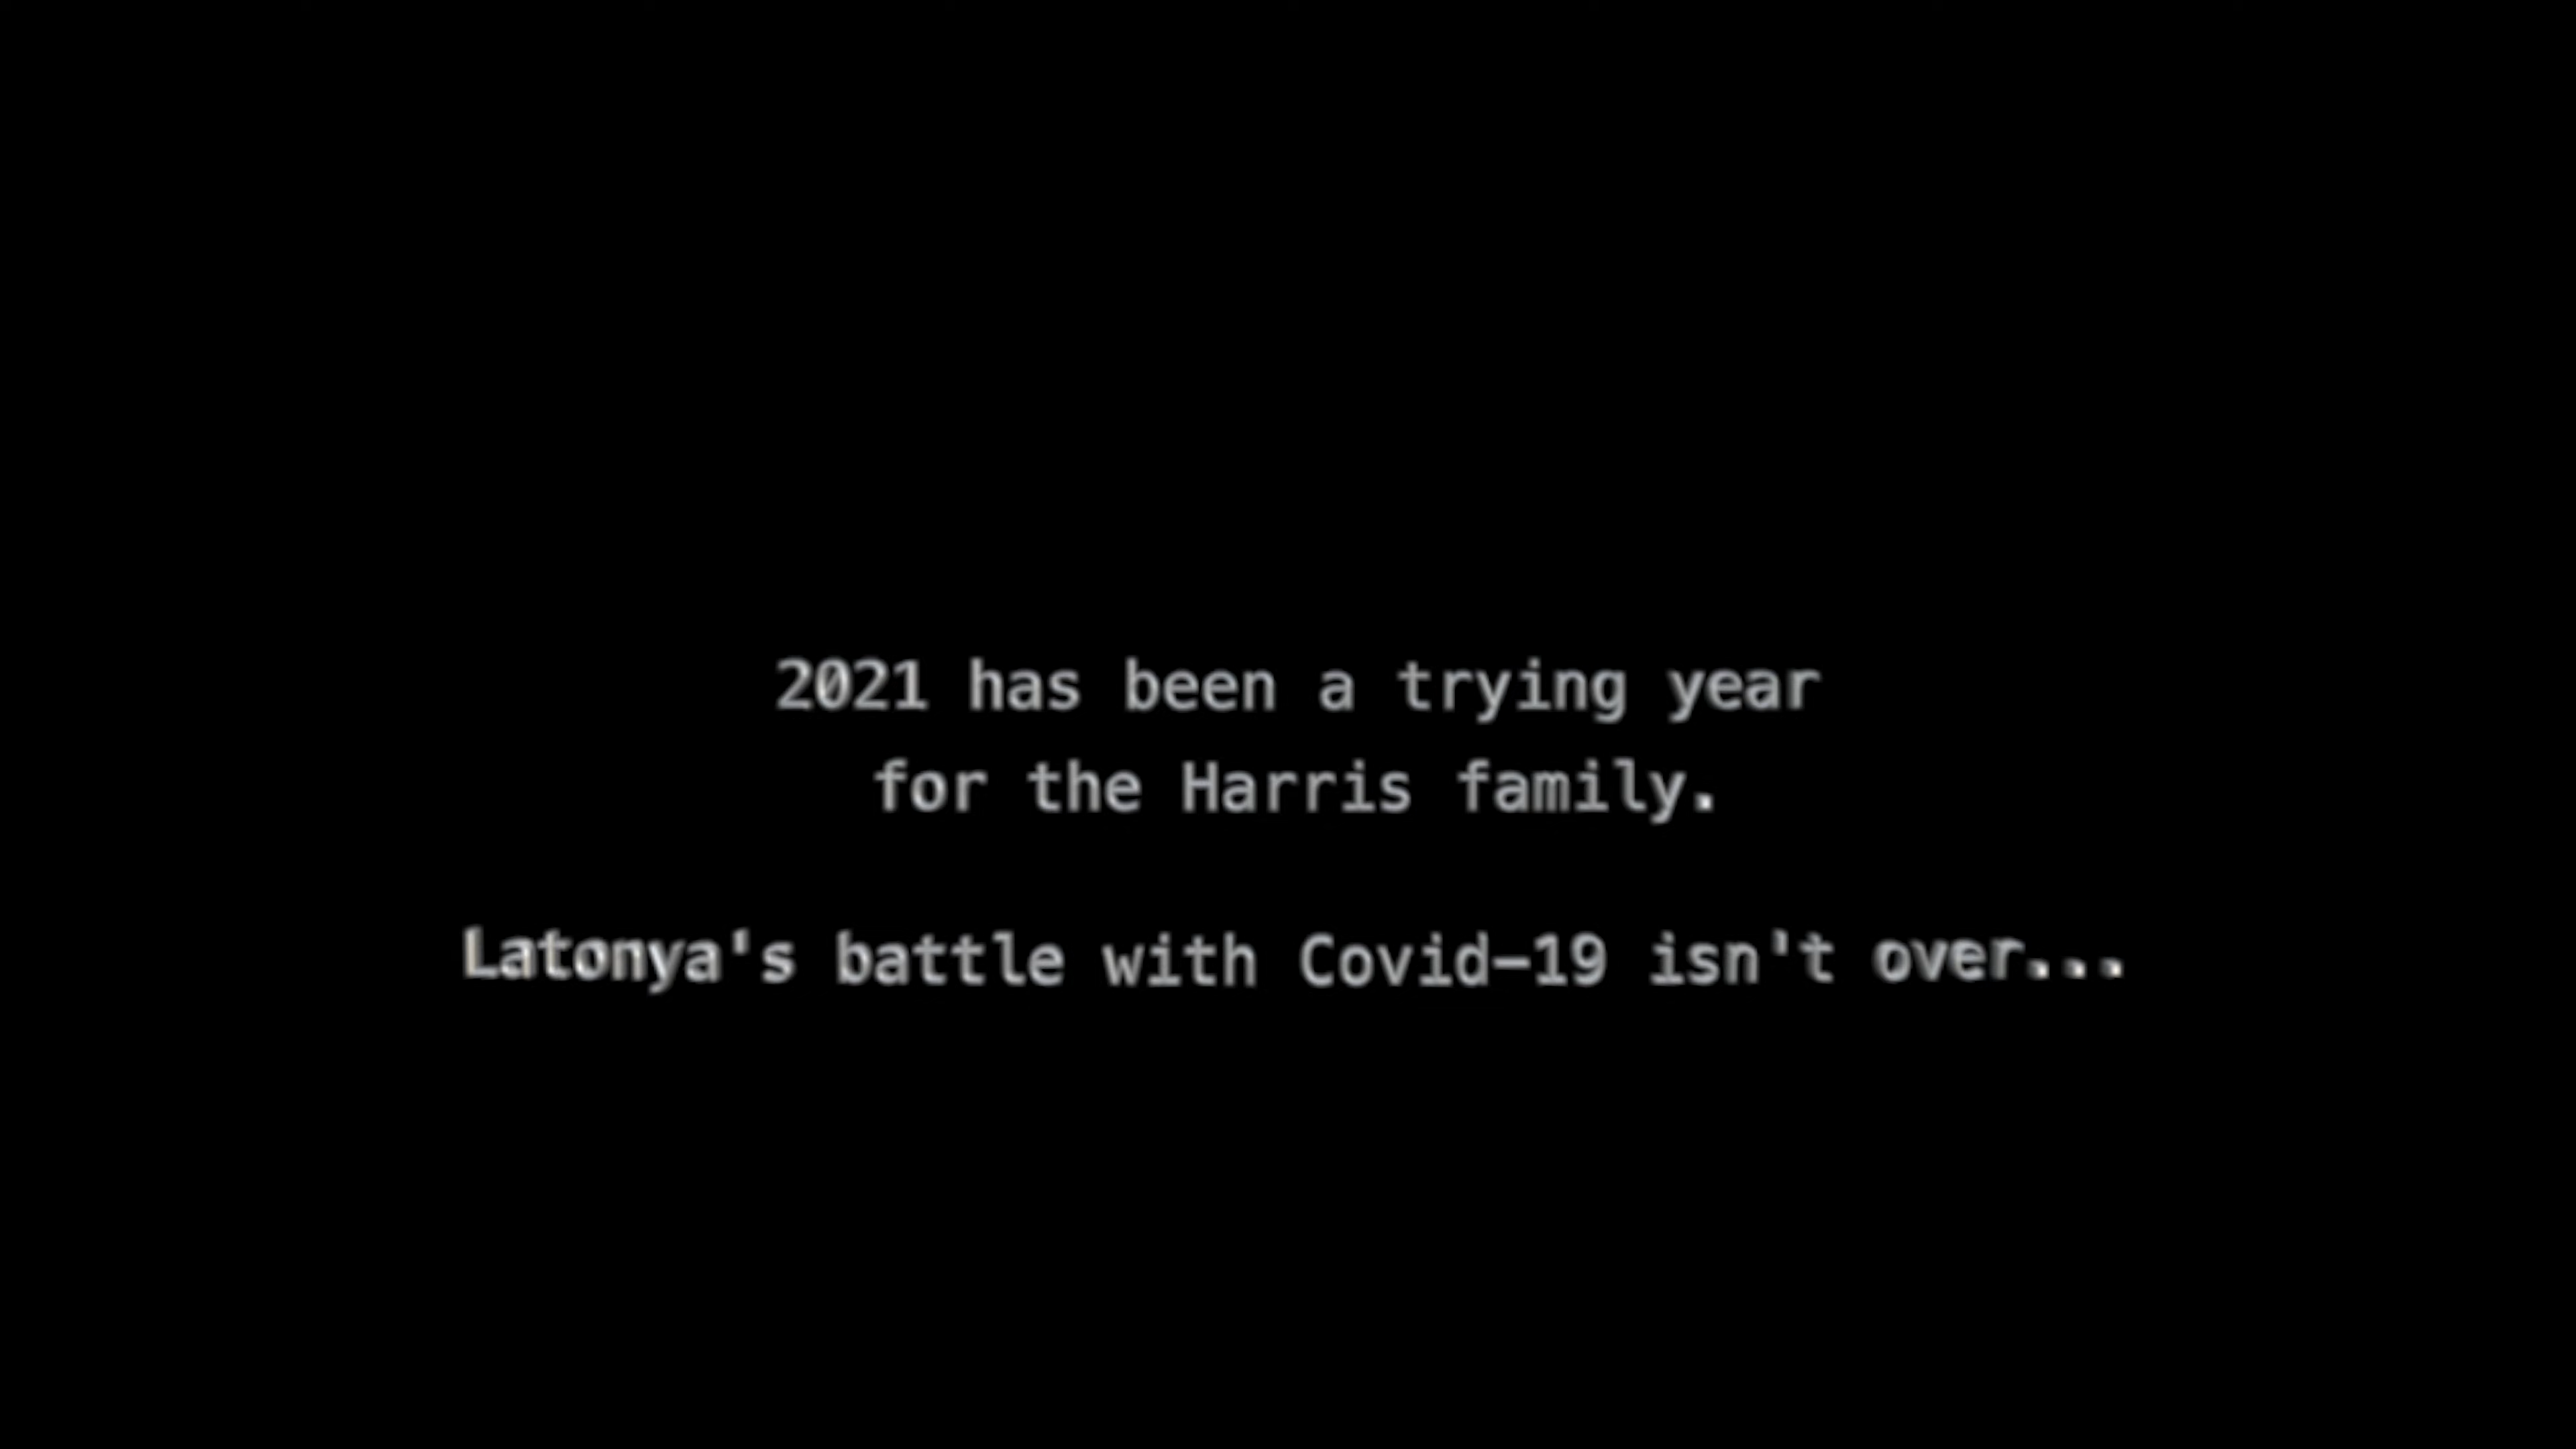 2021 has been a trying year
for the Harris family.
Latonya's battle with Covid-19 isn't over...